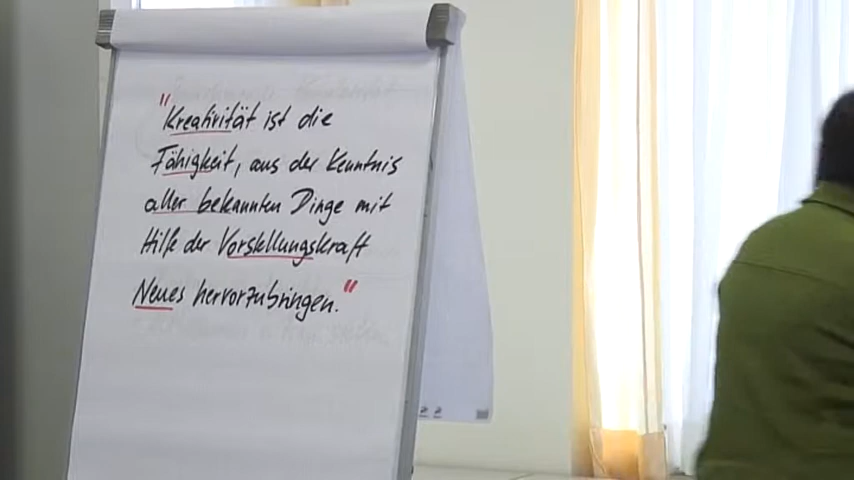 "Kreativität ist die
Fähigkeit, aus der Kenntnis
aller bekannten Dinge mit
Hilfe der Vorstellungskraft
Neues hervorzubringen."